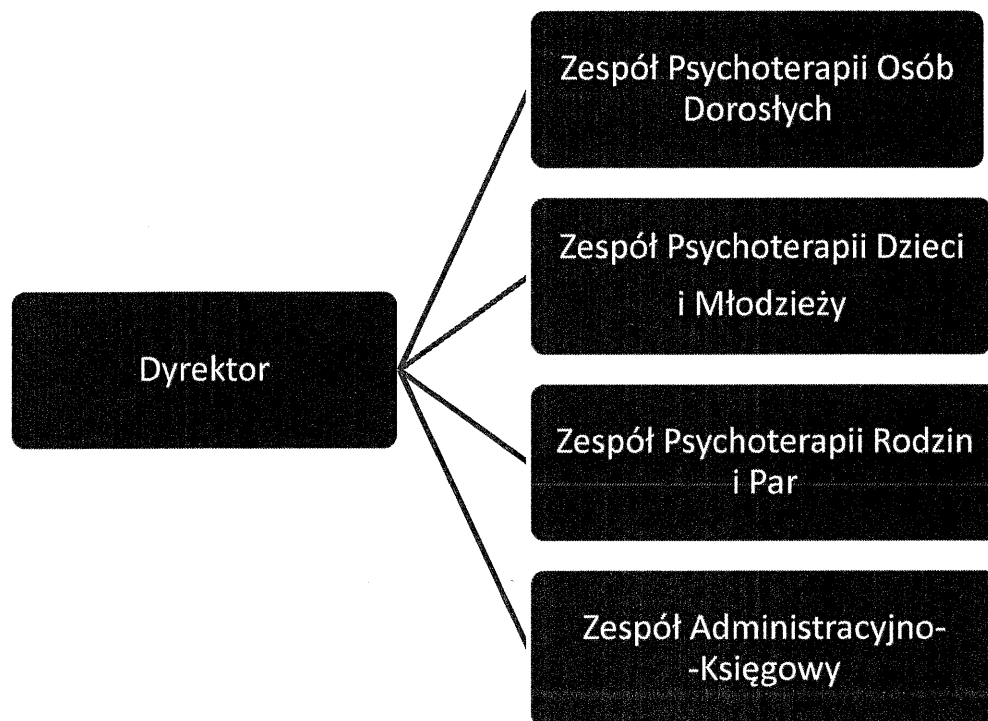 Zespół Psychoterapii Osób
Dorosłych
Zespół Psychoterapii Dzieci
i Młodzieży
Dyrektor
Zespół Psychoterapii Rodzin
i Par
Zespół Administracyjno-
-Księgowy